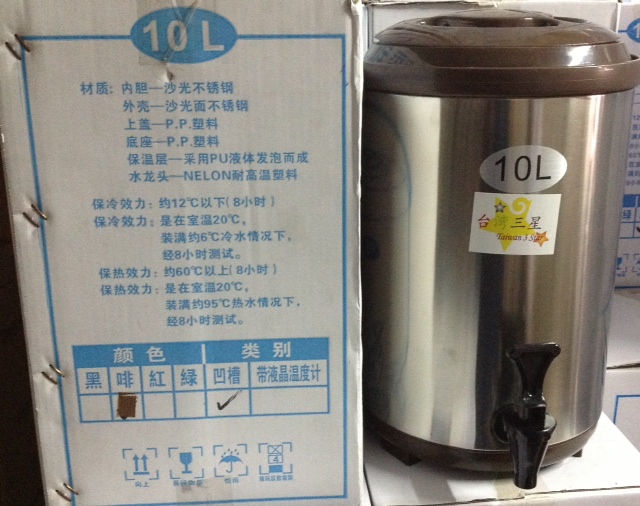 10 L
材质：内胆—沙光不锈钢
外壳—沙光面不锈钢
上盖—P.P.塑料
底座—P.P.塑料
保温层—采用PU液体发泡而成
水龙头—NELON耐高温塑料
保冷效力：约12℃以下（8小时）
保冷效力：是在室温20℃，
装满约6℃冷水情况下，
经8小时测试。
保热效力：约60℃以上（8小时）
保热效力：是在室温20℃，
装满约95℃热水情况下，
经8小时测试。
颜色 类别
黑 啡 紅 緑 凹槽 带液晶温度计
向上
4
10L
台湾三星
Taiwan 3 Star